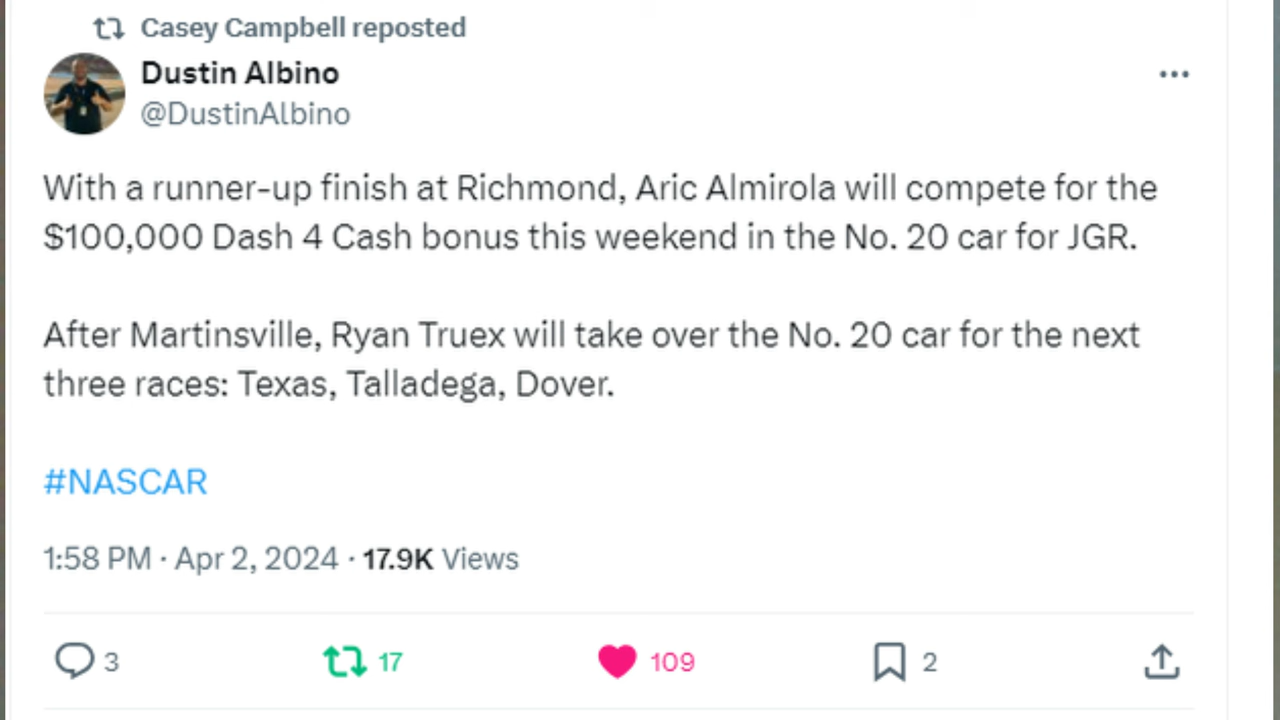 Casey Campbell reposted
Dustin Albino
@DustinAlbino
With a runner-up finish at Richmond, Aric Almirola will compete for the
$100,000 Dash 4 Cash bonus this weekend in the No. 20 car for JGR.
After Martinsville, Ryan Truex will take over the No. 20 car for the next
three races: Texas, Talladega, Dover.
#NASCAR
1:58 PM · Apr 2, 2024 · 17.9K Views
3 17 109 2